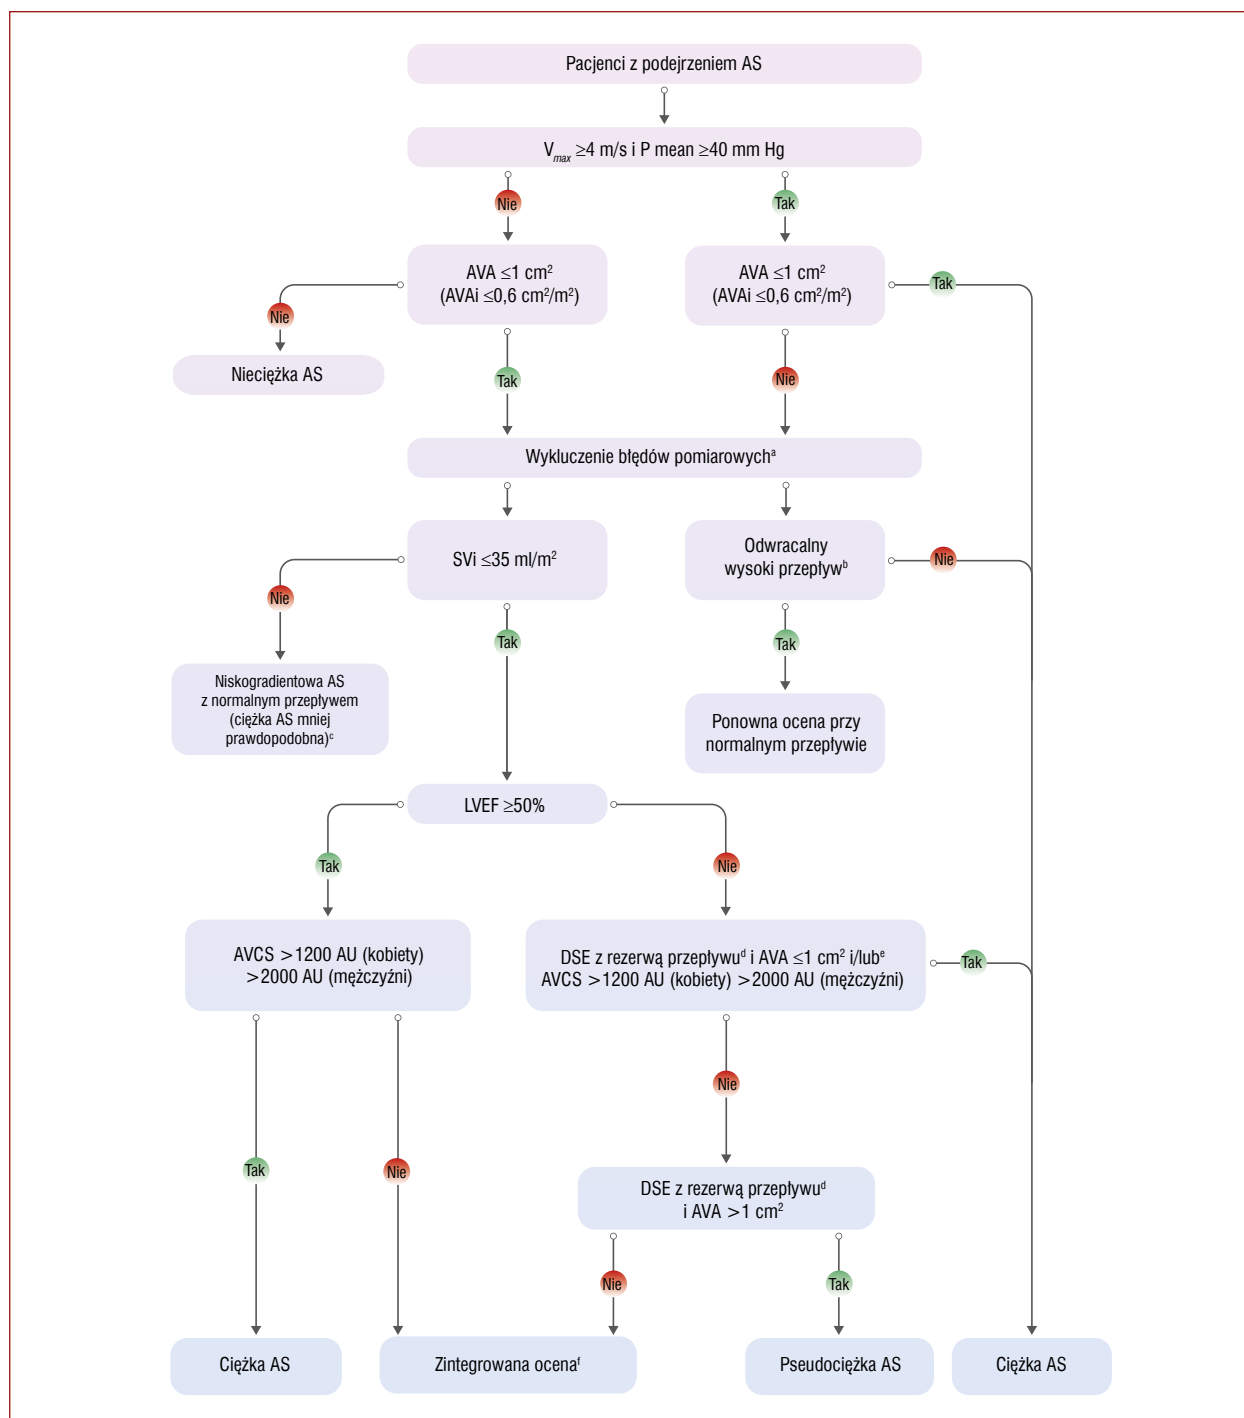 Pacjenci z podejrzeniem AS
Vmax ≥4 m/s i P mean ≥40 mm Hg
Nie
Tak
AVA ≤1 cm²
(AVAi ≤0,6 cm²/m²)
AVA ≤1 cm²
(AVAi ≤0,6 cm²/m²)
Tak
Nie
Nieciężka AS
Tak
Nie
Wykluczenie błędów pomiarowychᵃ
SVi ≤35 ml/m²
Odwracalny
wysoki przepływᵇ
Nie
Nie
Tak
Tak
Niskogradientowa AS
z normalnym przepływem
(ciężka AS mniej
prawdopodobna)ᶜ
Ponowna ocena przy
normalnym przepływie
LVEF ≥50%
Tak
Nie
AVCS >1200 AU (kobiety)
>2000 AU (mężczyźni)
DSE z rezerwą przepływuᵈ i AVA ≤1 cm² i/lubᵉ
AVCS >1200 AU (kobiety) >2000 AU (mężczyźni)
Tak
Nie
Tak
Nie
DSE z rezerwą przepływuᵈ
i AVA >1 cm²
Nie
Tak
Ciężka AS
Zintegrowana ocenaᶠ
Pseudociężka AS
Ciężka AS